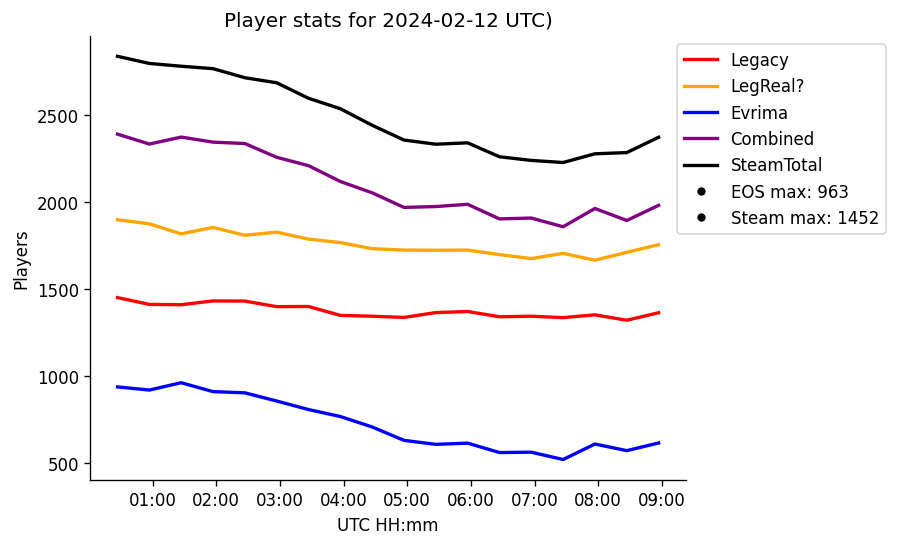 Player stats for 2024-02-12 UTC)
Legacy
LegReal?
Evrima
Combined
SteamTotal
EOS max: 963
Steam max: 1452
Players
2500
2000
1500
1000
500
01:00 02:00 03:00 04:00 05:00 06:00 07:00 08:00 09:00
UTC HH:mm